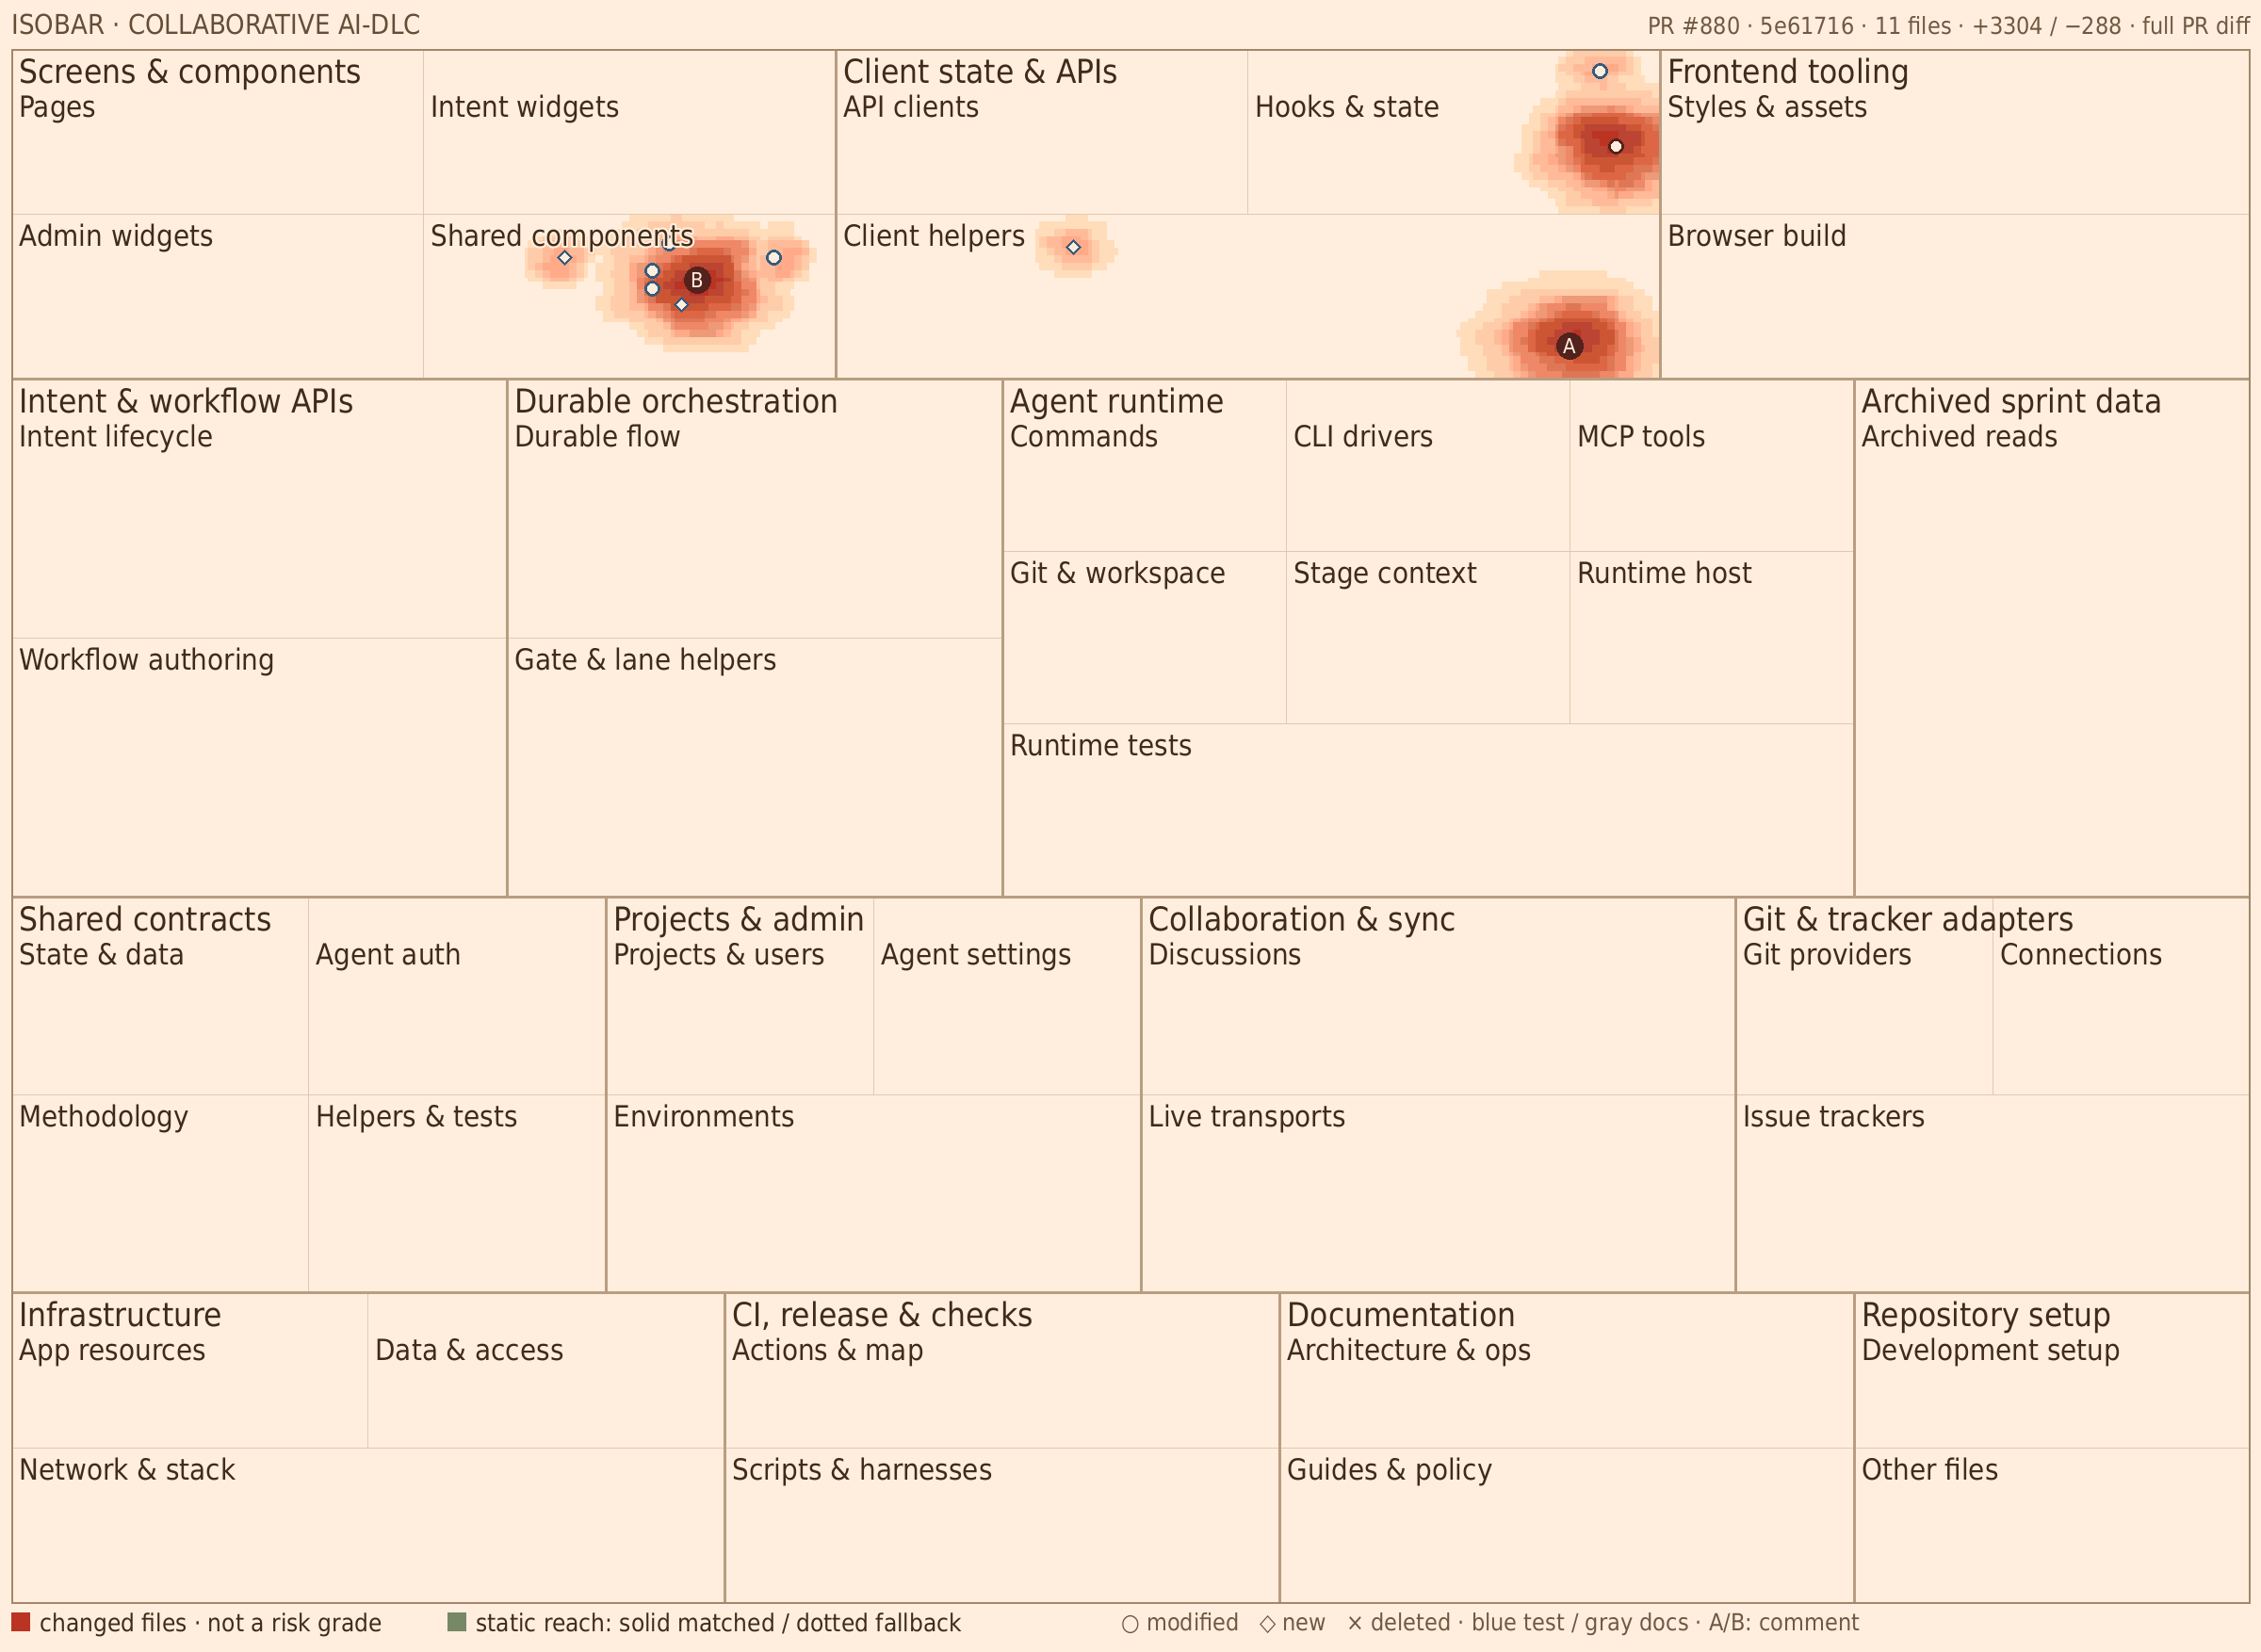 ISOBAR · COLLABORATIVE AI-DLC
PR #880 · 5e61716 · 11 files · +3304 / −288 · full PR diff
Screens & components
Pages
Intent widgets
Client state & APIs
API clients
Hooks & state
Frontend tooling
Styles & assets
Admin widgets
Shared components
B
Client helpers
A
Browser build
Intent & workflow APIs
Intent lifecycle
Durable orchestration
Durable flow
Agent runtime
Commands
CLI drivers
MCP tools
Archived sprint data
Archived reads
Git & workspace
Stage context
Runtime host
Workflow authoring
Gate & lane helpers
Runtime tests
Shared contracts
State & data
Agent auth
Projects & admin
Projects & users
Agent settings
Collaboration & sync
Discussions
Git & tracker adapters
Git providers
Connections
Methodology
Helpers & tests
Environments
Live transports
Issue trackers
Infrastructure
App resources
Data & access
CI, release & checks
Actions & map
Documentation
Architecture & ops
Repository setup
Development setup
Network & stack
Scripts & harnesses
Guides & policy
Other files
changed files · not a risk grade
static reach: solid matched / dotted fallback
○ modified ◇ new × deleted · blue test / gray docs · A/B: comment